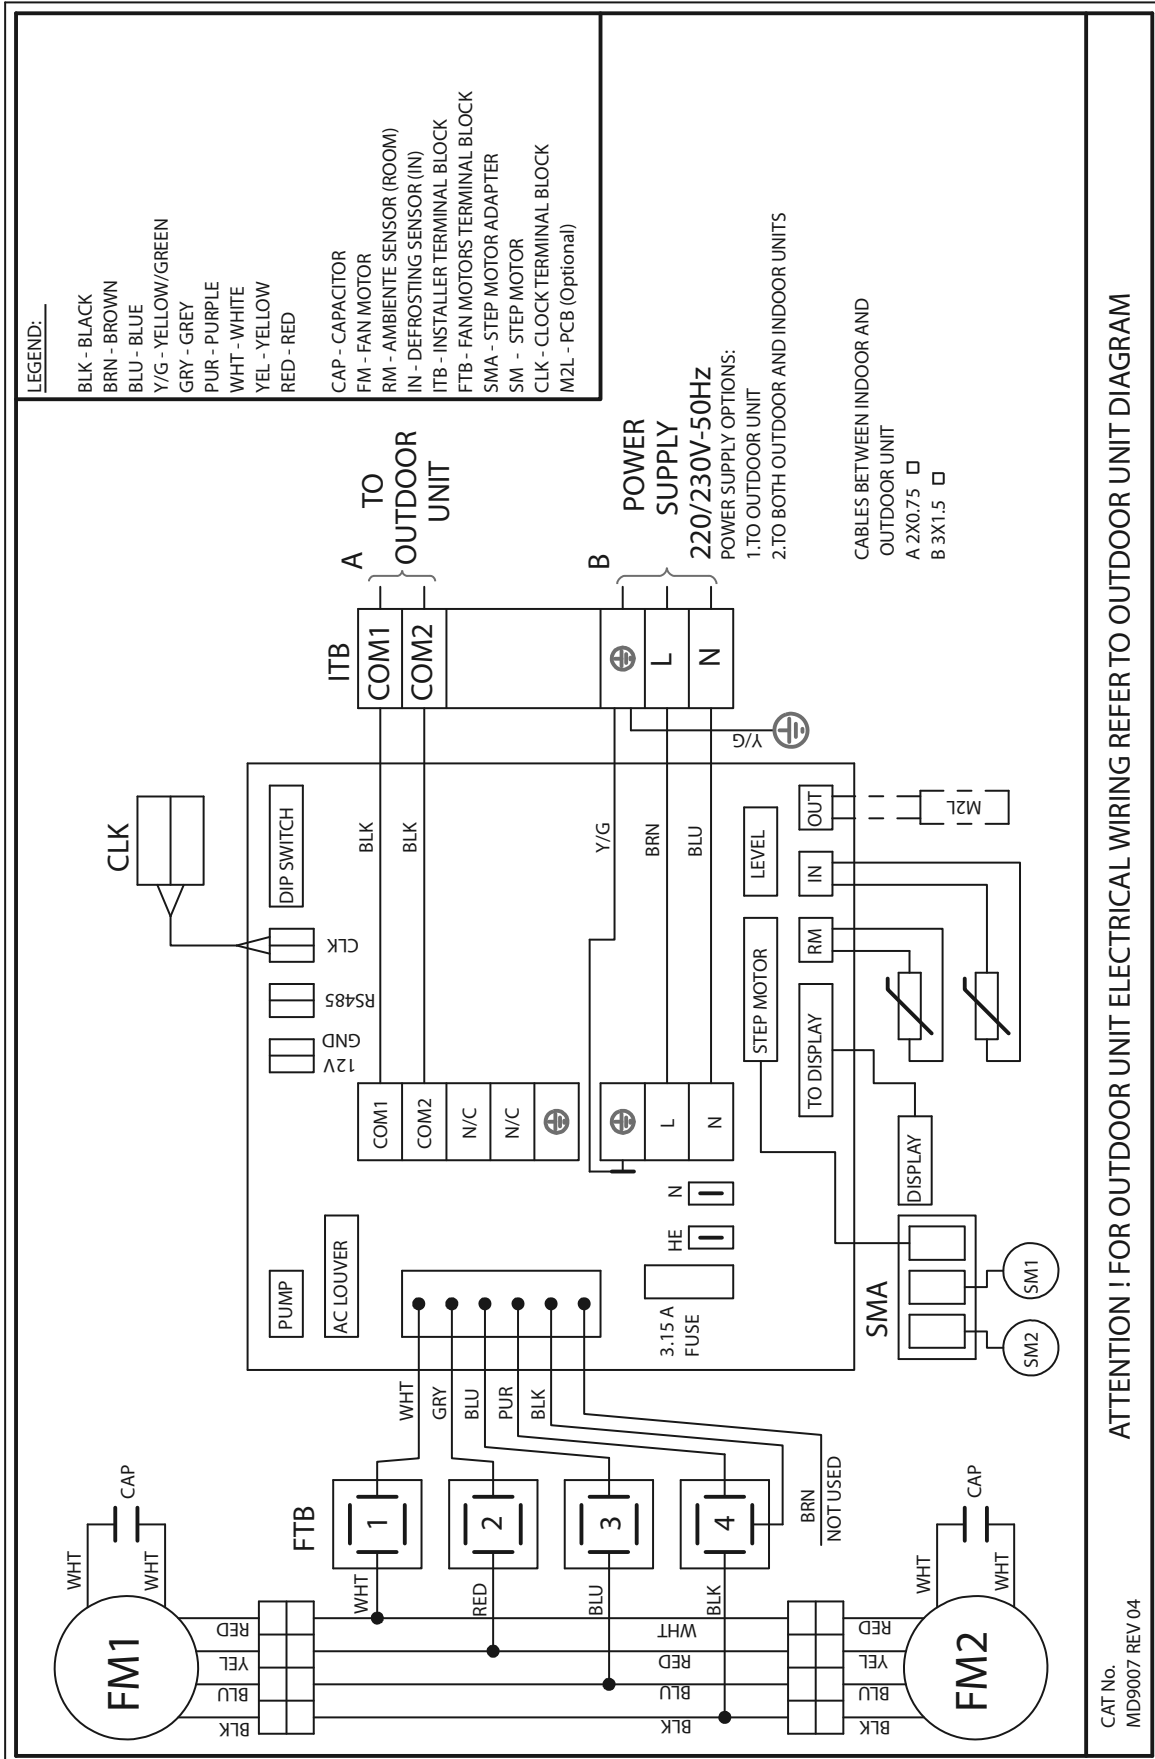 LEGEND:
BLK - BLACK
BRN - BROWN
BLU - BLUE
Y/G - YELLOW/GREEN
GRY - GREY
PUR - PURPLE
WHT - WHITE
YEL - YELLOW
RED - RED
CAP - CAPACITOR
FM - FAN MOTOR
RM - AMBIENTE SENSOR (ROOM)
IN - DEFROSTING SENSOR (IN)
ITB - INSTALLER TERMINAL BLOCK
FTB - FAN MOTORS TERMINAL BLOCK
SMA - STEP MOTOR ADAPTER
SM - STEP MOTOR
CLK - CLOCK TERMINAL BLOCK
M2L - PCB (Optional)
FM1
WHT
WHT
CAP
RED
YEL
BLU
BLK
FTB
1
2
3
4
WHT
RED
BLU
BLK
WHT
RED
BLU
BLK
WHT
GRY
BLU
PUR
BLK
BRN
NOT USED
FM2
WHT
WHT
CAP
RED
YEL
BLU
BLK
PUMP
AC LOUVER
12V
GND
RS485
CLK
DIP SWITCH
CLK
COM1
COM2
N/C
N/C
L
N
3.15 A
FUSE
HE
N
BLK
BLK
Y/G
BRN
BLU
STEP MOTOR
LEVEL
TO DISPLAY
RM
IN
OUT
M2L
DISPLAY
SMA
SM2
SM1
Y/G
ITB
COM1
COM2
L
N
A
TO
OUTDOOR
UNIT
B
POWER
SUPPLY
220/230V-50Hz
POWER SUPPLY OPTIONS:
1.TO OUTDOOR UNIT
2.TO BOTH OUTDOOR AND INDOOR UNITS
CABLES BETWEEN INDOOR AND
OUTDOOR UNIT
A 2X0.75 □
B 3X1.5 □
CAT No.
MD9007 REV 04
ATTENTION ! FOR OUTDOOR UNIT ELECTRICAL WIRING REFER TO OUTDOOR UNIT DIAGRAM